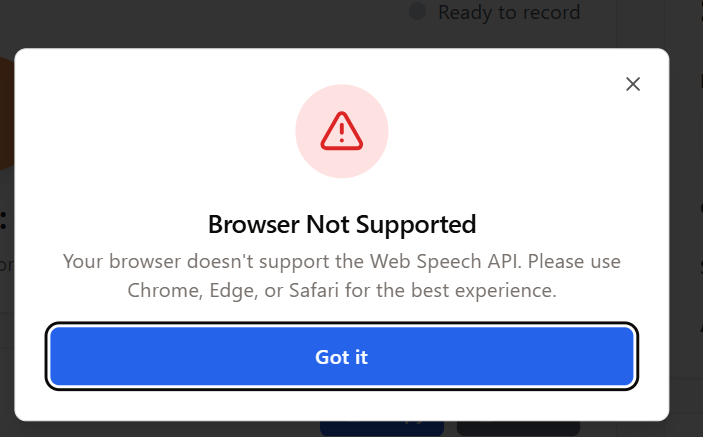 Ready to record
Browser Not Supported
Your browser doesn't support the Web Speech API. Please use
Chrome, Edge, or Safari for the best experience.
Got it